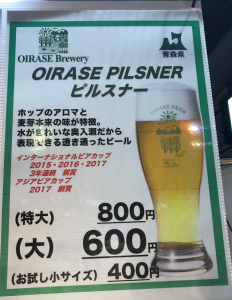 OIRASE
OIRASE Brewery
青森県
OIRASE PILSNER
ピルスナー
ホップのアロマと
麦芽本来の味が特徴。
水がきれいな奥入瀬だから
表現できる透き通ったビール
インターナショナルビアカップ
2015・2016・2017
3年連続 銅賞
アジアビアカップ
2017 銅賞
OIRASE BEER
(特大) 800円
(大) 600円
(お試し小サイズ) 400円